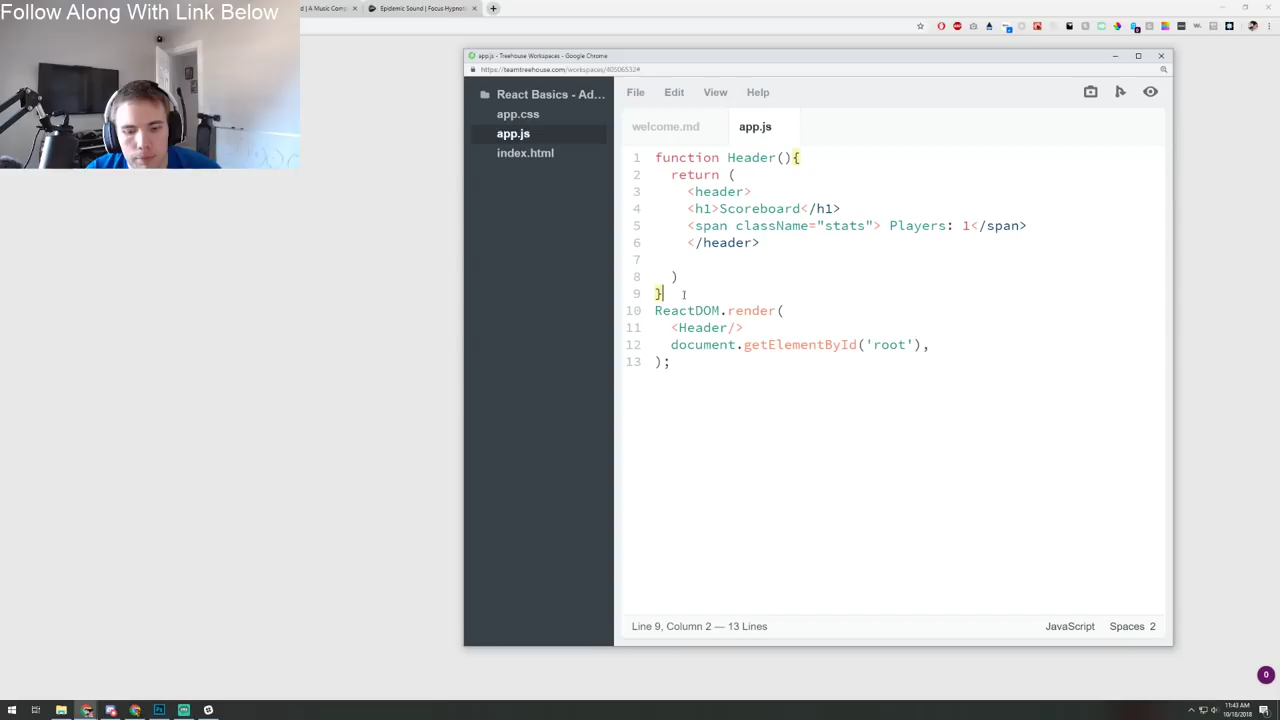 Follow Along With Link Below
d | A Music Comp
Epidemic Sound | Focus Hypnoti
app.js - Treehouse Workspaces - Google Chrome
https://teamtreehouse.com/workspaces/40506532#
React Basics - Ad...
app.css
app.js
index.html
File Edit View Help
welcome.md app.js
1 function Header(){
2 return (
3 <header>
4 <h1>Scoreboard</h1>
5 <span className="stats"> Players: 1</span>
6 </header>
7
8 )
9 }
10 ReactDOM.render(
11 <Header/>
12 document.getElementById('root'),
13 );
Line 9, Column 2 — 13 Lines
JavaScript Spaces 2
0
11:43 AM
10/18/2018